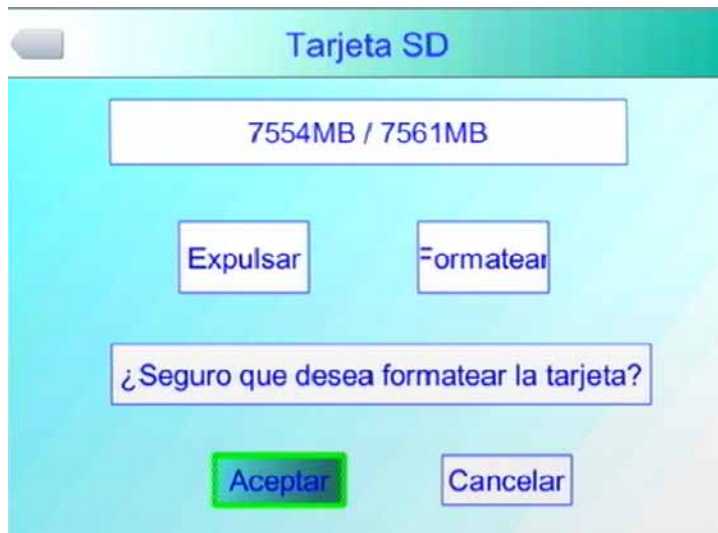 Tarjeta SD
7554MB / 7561MB
Expulsar
Formatear
¿Seguro que desea formatear la tarjeta?
Aceptar
Cancelar